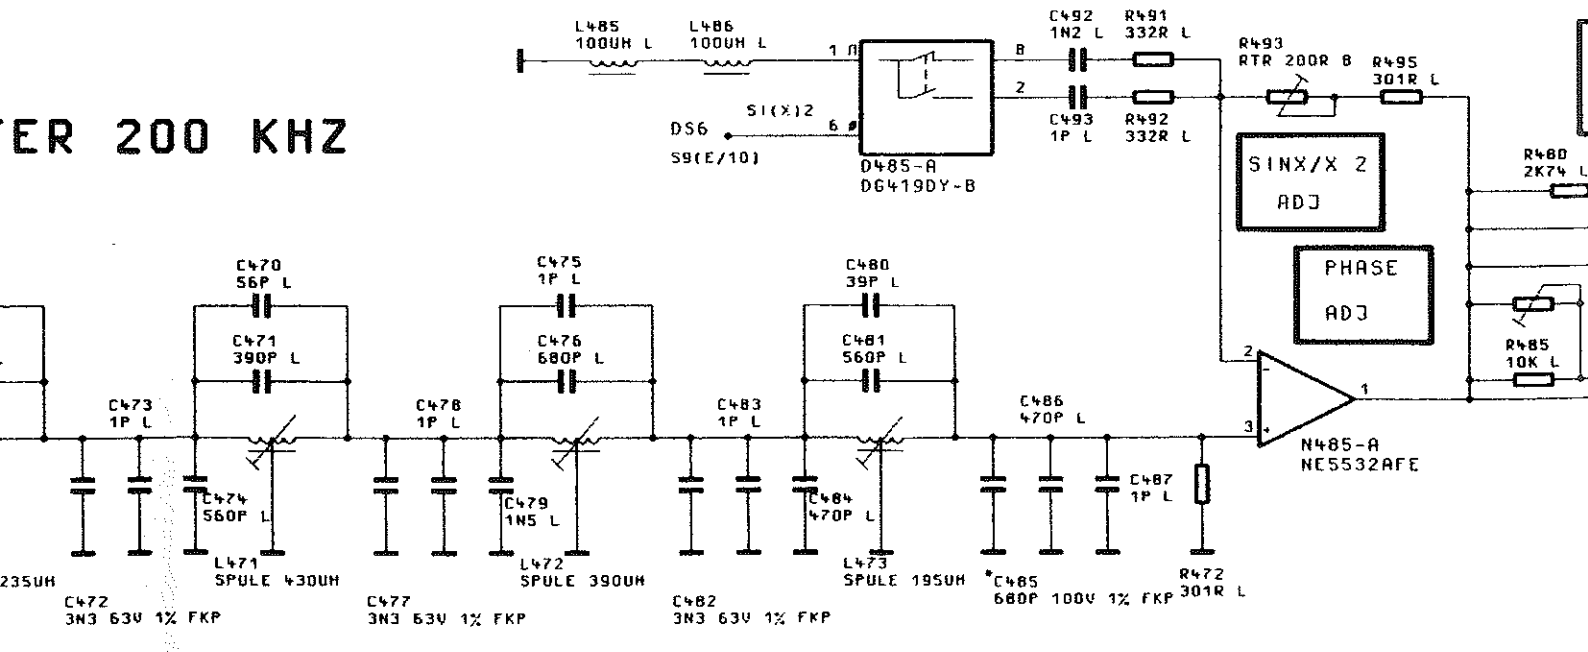 L485
100UH L
L486
100UH L
1
8
2
6
C492
1N2 L
R491
332R L
C493
1P L
R492
332R L
R493
RTR 200R B
R495
301R L
SI(X)2
DS6
S9(E/10)
D485-A
DG419DY-B
TER 200 KHZ
SINX/X 2
ADJ
R480
2K74 L
PHASE
ADJ
C470
56P L
C475
1P L
C480
39P L
C471
390P L
C476
680P L
C481
560P L
R485
10K L
2
-
3
+
1
N485-A
NE5532AFE
C473
1P L
C478
1P L
C483
1P L
C486
470P L
C474
560P L
C479
1N5 L
C484
470P L
C487
1P L
235UH
L471
SPULE 430UH
L472
SPULE 390UH
L473
SPULE 195UH
*C485
680P 100V 1% FKP
R472
301R L
C472
3N3 63V 1% FKP
C477
3N3 63V 1% FKP
C482
3N3 63V 1% FKP